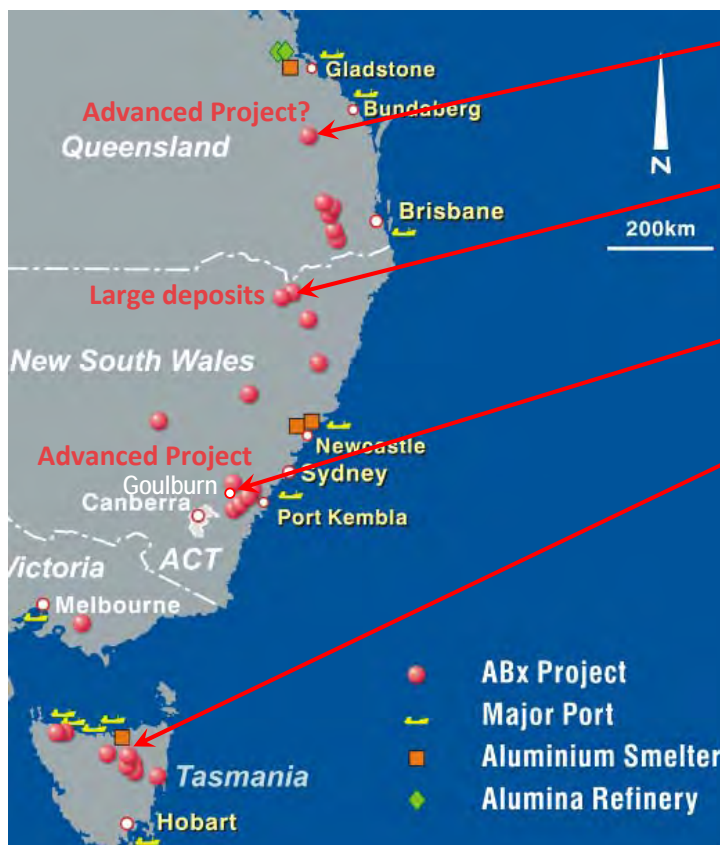 Gladstone
Advanced Project?
Bundaberg
Queensland
N
Brisbane
200km
Large deposits
New South Wales
Newcastle
Advanced Project
Sydney
Goulburn
Canberra
Port Kembla
ACT
Victoria
Melbourne
ABx Project
Major Port
Aluminium Smelter
Tasmania
Alumina Refinery
Hobart